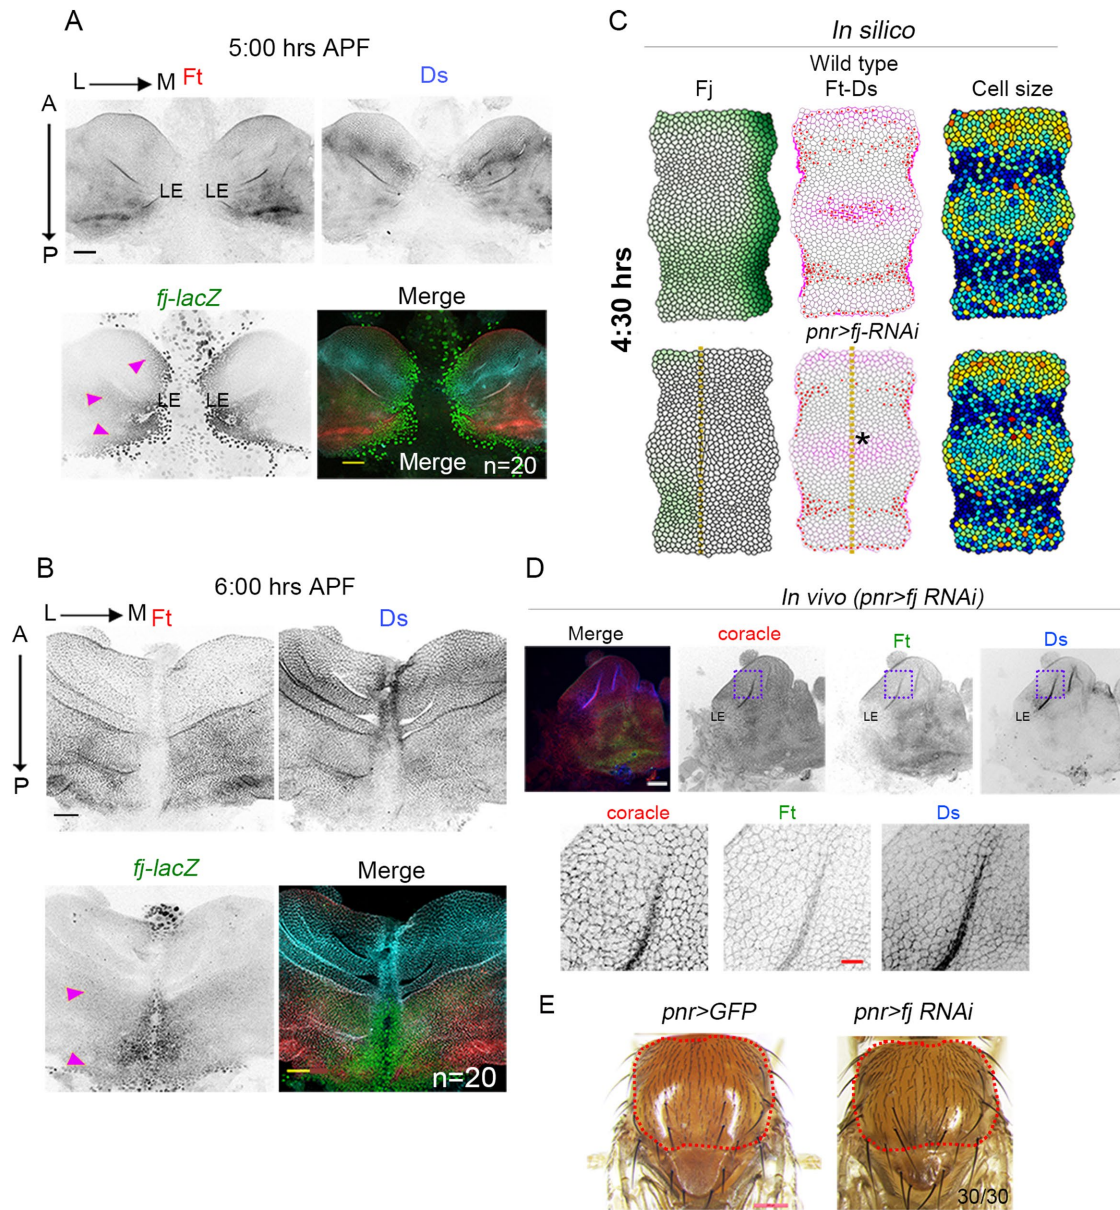 A
5:00 hrs APF
L M Ft Ds
A
LE LE
P
fj-lacZ Merge
LE LE
Merge n=20
B
6:00 hrs APF
L M Ft Ds
A
P
fj-lacZ Merge
n=20
C
In silico
Wild type
Fj Ft-Ds Cell size
4:30 hrs
pnr>fj-RNAi
*
D
In vivo (pnr>fj RNAi)
Merge coracle Ft Ds
LE LE LE
coracle Ft Ds
E
pnr>GFP pnr>fj RNAi
30/30